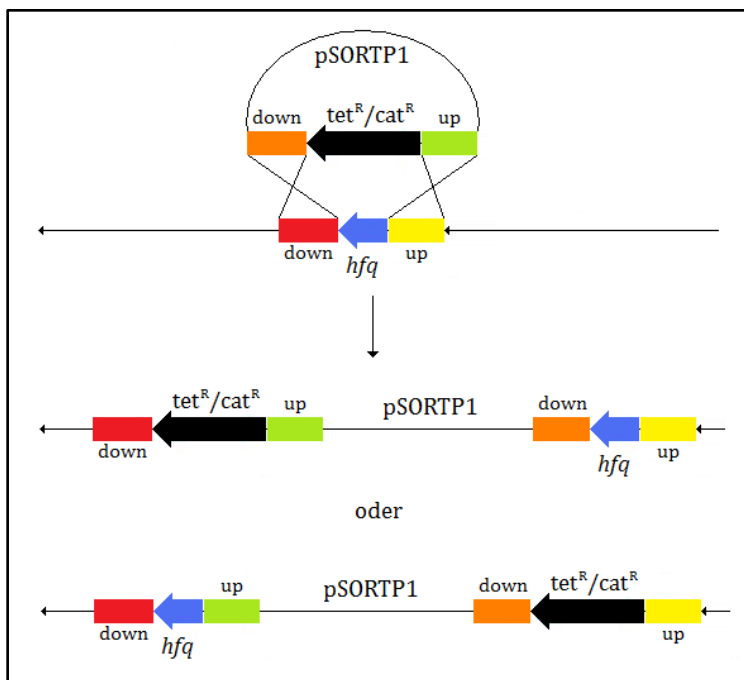 pSORTP1
down tetᴿ/catᴿ up
down up
hfq
tetᴿ/catᴿ up pSORTP1 down
down hfq up
oder
up pSORTP1 down tetᴿ/catᴿ
down hfq up